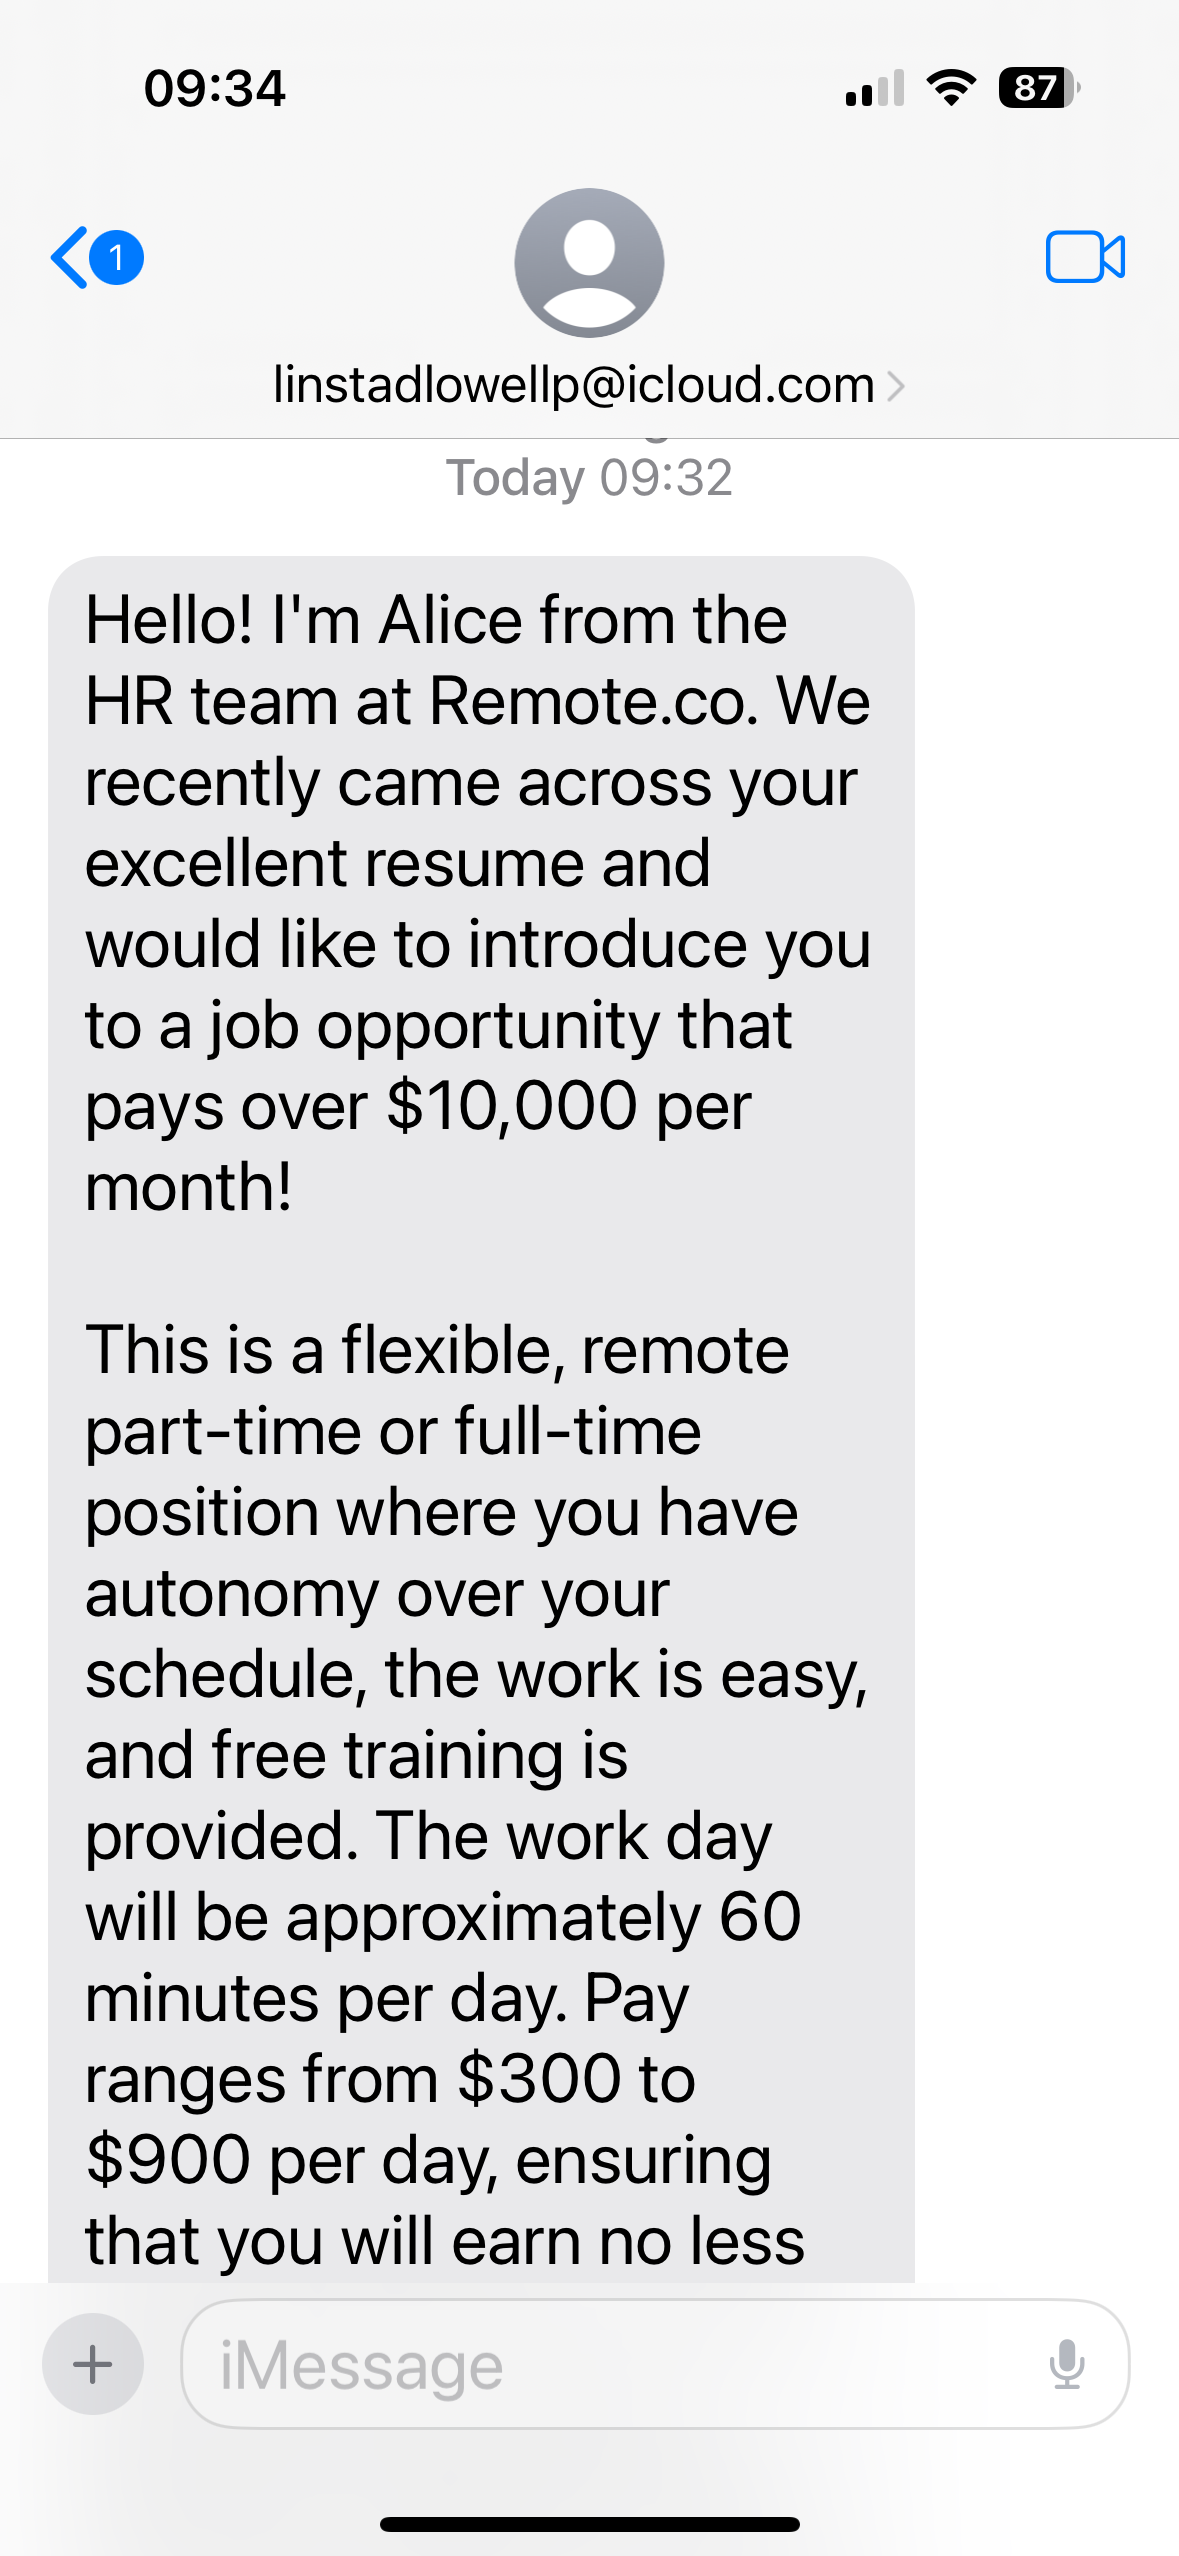 09:34
87
1
linstadlowellp@icloud.com
Today 09:32
Hello! I'm Alice from the
HR team at Remote.co. We
recently came across your
excellent resume and
would like to introduce you
to a job opportunity that
pays over $10,000 per
month!
This is a flexible, remote
part-time or full-time
position where you have
autonomy over your
schedule, the work is easy,
and free training is
provided. The work day
will be approximately 60
minutes per day. Pay
ranges from $300 to
$900 per day, ensuring
that you will earn no less
iMessage